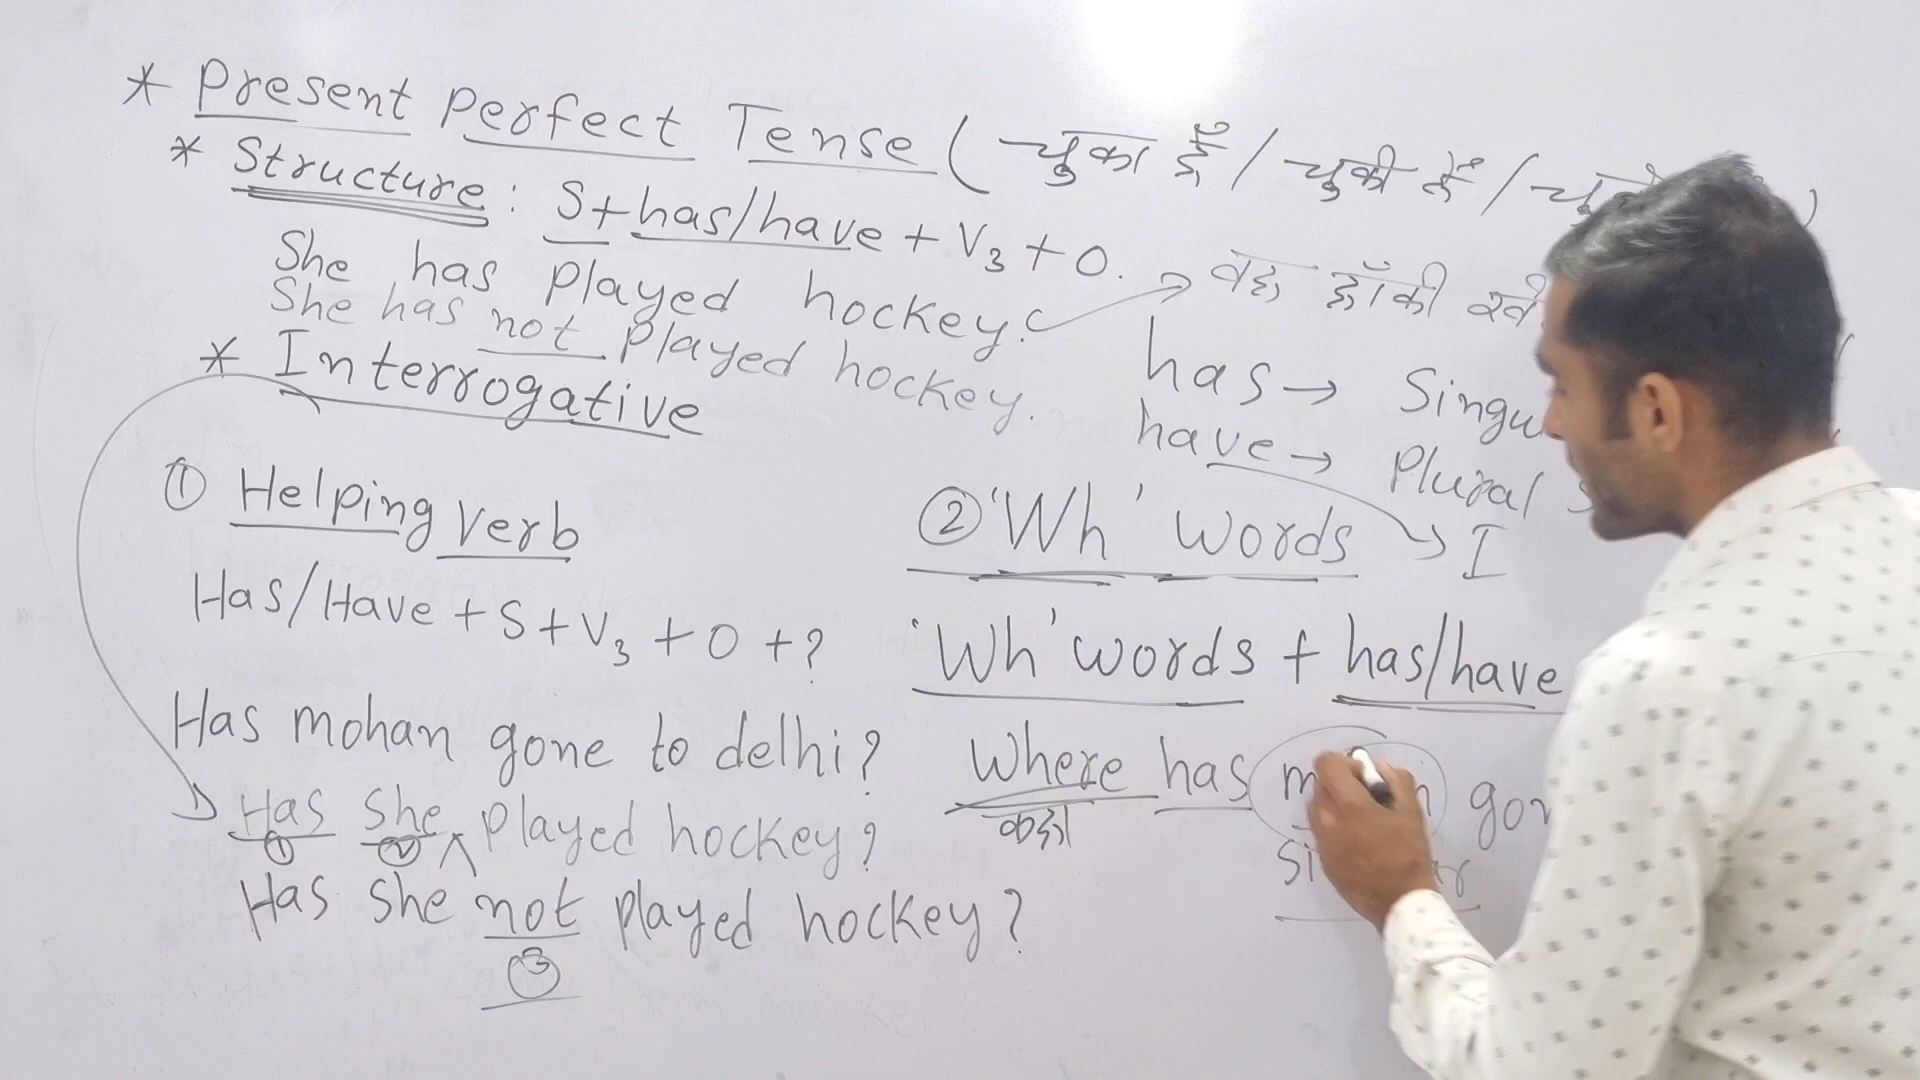 * Present Perfect Tense ( चुका हूँ / चुकी हूँ /
* Structure : S + has/have + V3 + O.
She has played hockey. → वह हॉकी
She has not played hockey.
* Interrogative
has →
have → Plural
I
① Helping Verb
Has/Have + S + V3 + O + ?
Has mohan gone to delhi?
Has She played hockey?
① ② ^
Has she not played hockey?
③
② 'Wh' words
'Wh' words + has/have
Where has
कहाँ